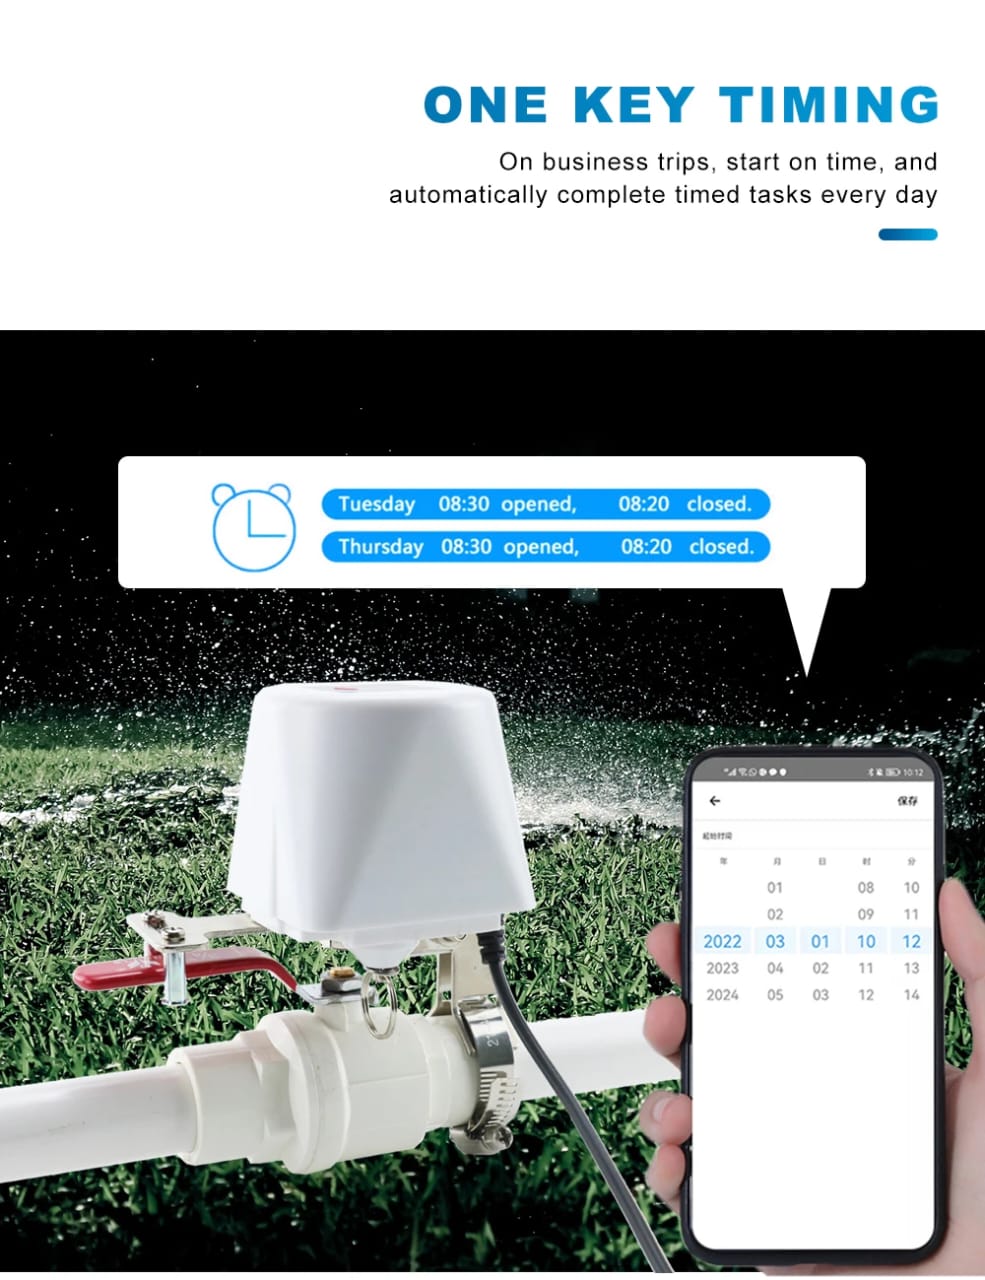 ONE KEY TIMING
On business trips, start on time, and
automatically complete timed tasks every day
Tuesday 08:30 opened, 08:20 closed.
Thursday 08:30 opened, 08:20 closed.
10:12
保存
起始时间
年 月 日 时 分
01 08 10
02 09 11
2022 03 01 10 12
2023 04 02 11 13
2024 05 03 12 14